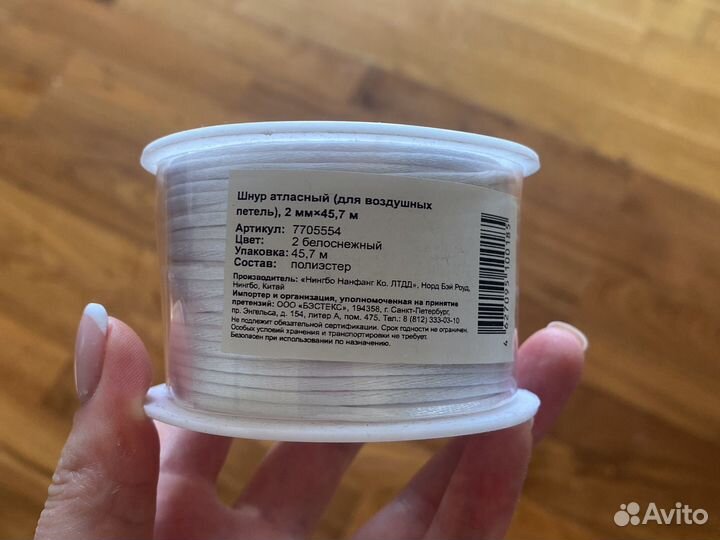 Шнур атласный (для воздушных
петель), 2 мм×45,7 м
Артикул: 7705554
Цвет: 2 белоснежный
Упаковка: 45,7 м
Состав: полиэстер
Производитель: «Нингбо Нанфанг Ко. ЛТДД», Норд Бэй Роуд,
Нингбо, Китай
Импортер и организация, уполномоченная на принятие
претензий: ООО «БЭСТЕКС», 194358, г. Санкт-Петербург,
пр. Энгельса, д. 154, литер А, пом. 475. Тел.: 8 (812) 333-03-10
Не подлежит обязательной сертификации. Срок годности не ограничен.
Особых условий хранения и транспортировки не требует.
Безопасен при использовании по назначению.
4 627095 100185
Avito